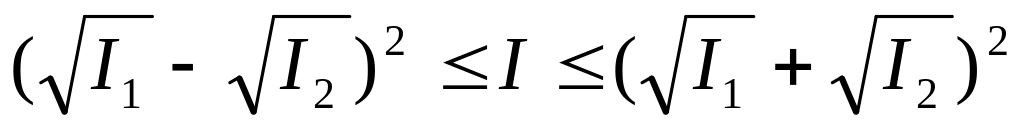 (√I₁ - √I₂)² ≤ I ≤ (√I₁ + √I₂)²